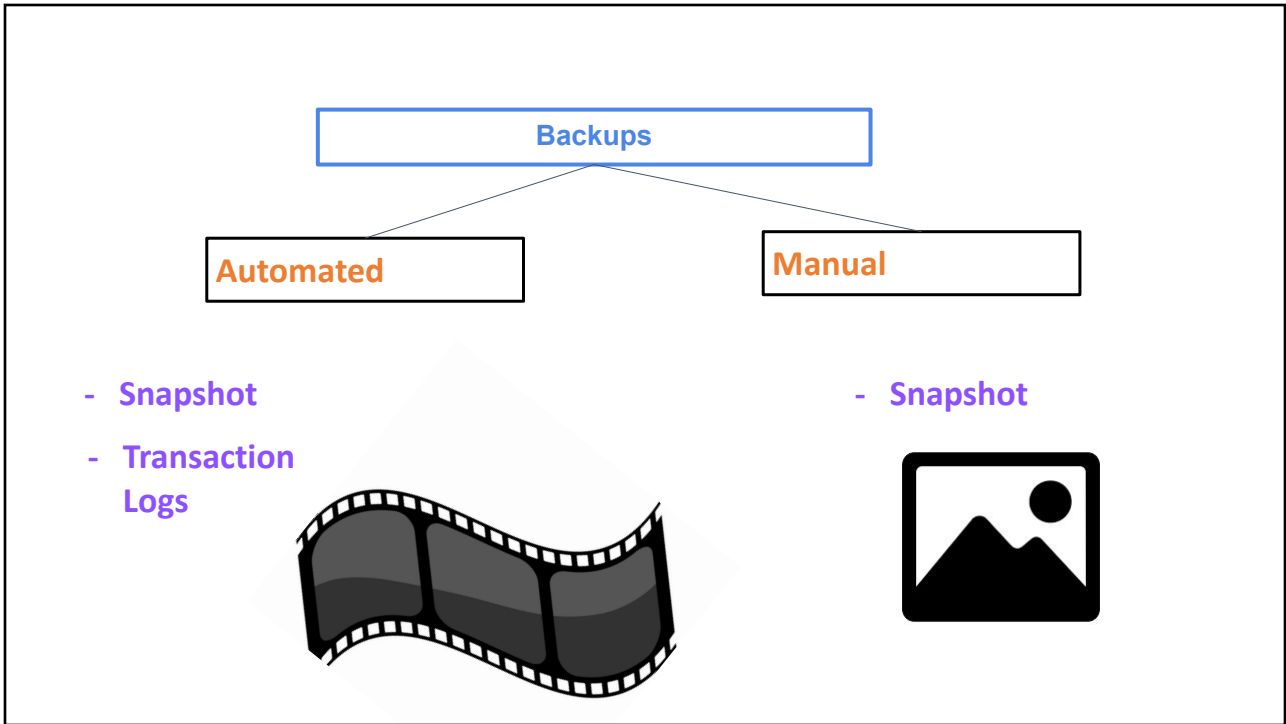 Backups
Automated
Manual
- Snapshot
- Transaction
Logs
- Snapshot